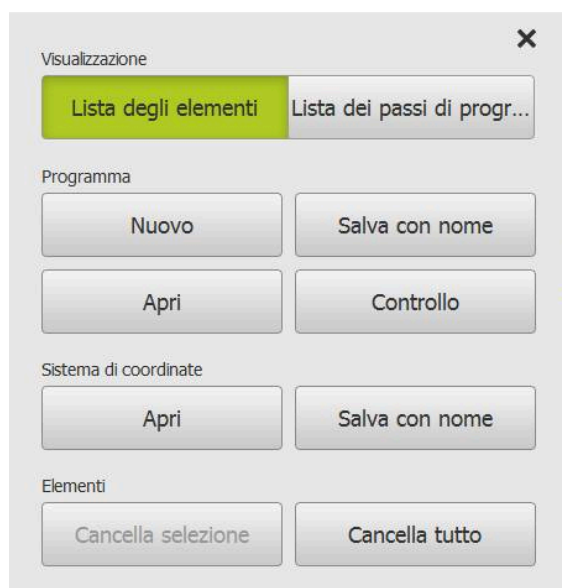 Visualizzazione
Lista degli elementi
Lista dei passi di progr...
Programma
Nuovo
Salva con nome
Apri
Controllo
Sistema di coordinate
Apri
Salva con nome
Elementi
Cancella selezione
Cancella tutto